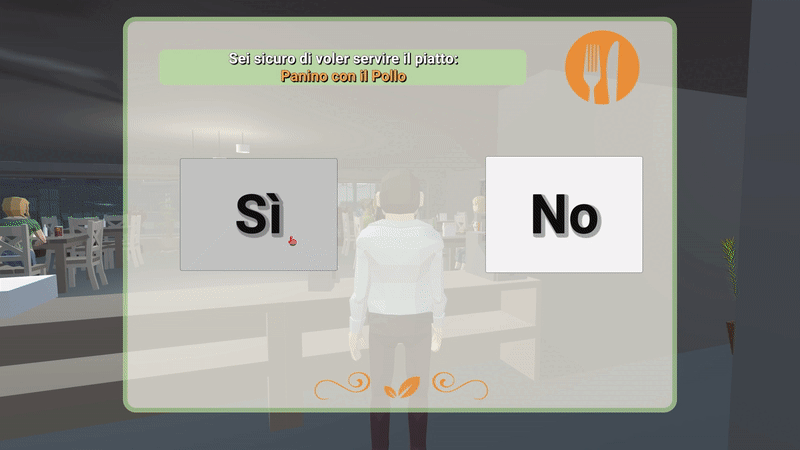 Sei sicuro di voler servire il piatto:
Panino con il Pollo
Sì
No